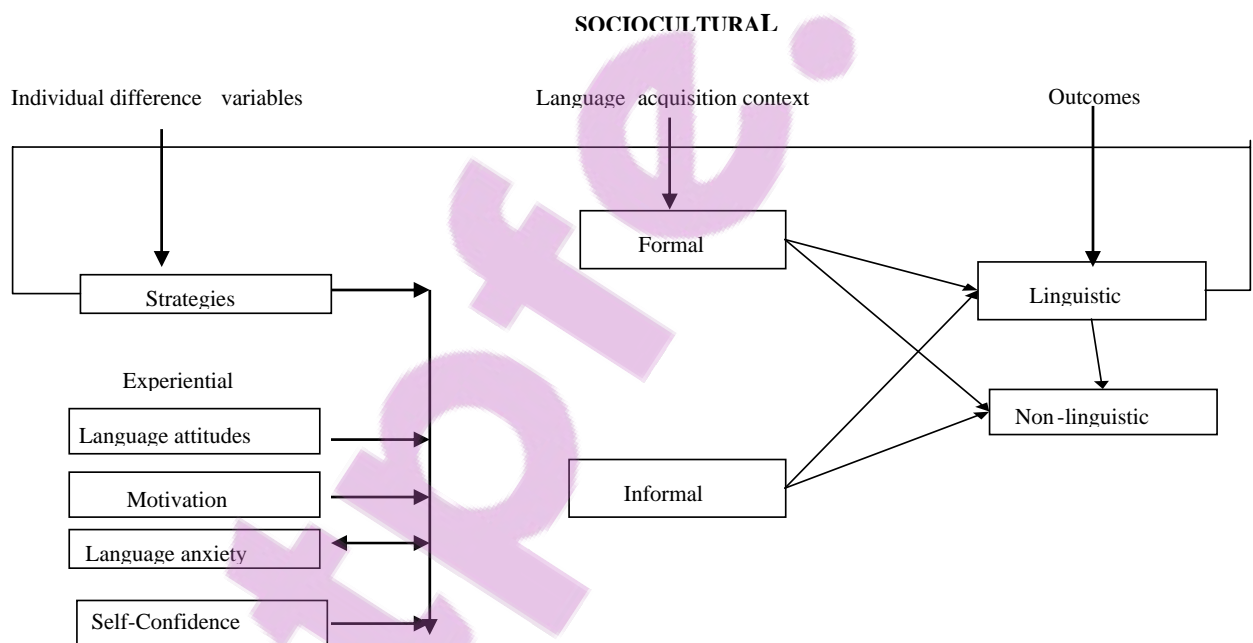 SOCIOCULTURAL
Individual difference variables
Language acquisition context
Outcomes
Formal
Strategies
Linguistic
Experiential
Language attitudes
Non-linguistic
Motivation
Informal
Language anxiety
Self-Confidence
tpfe.